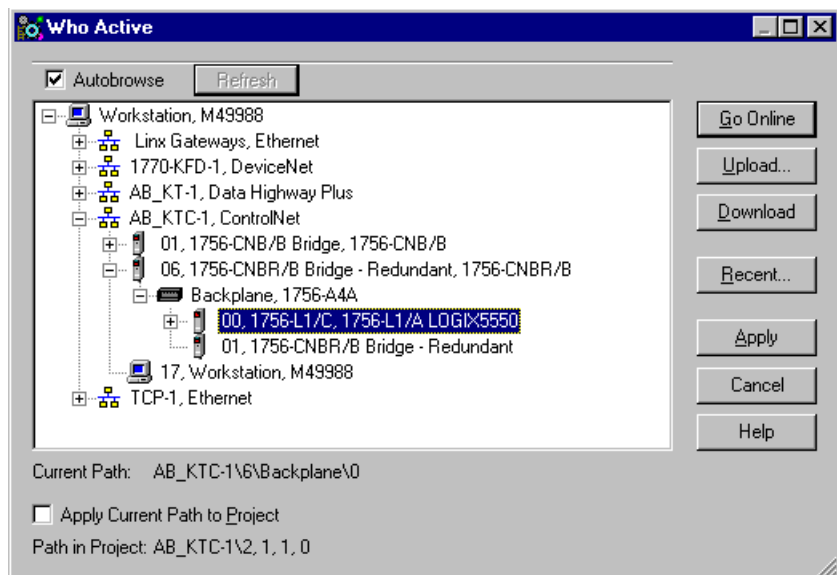 Who Active
Autobrowse
Refresh
Workstation, M49988
Linx Gateways, Ethernet
1770-KFD-1, DeviceNet
AB_KT-1, Data Highway Plus
AB_KTC-1, ControlNet
01, 1756-CNB/B Bridge, 1756-CNB/B
06, 1756-CNBR/B Bridge - Redundant, 1756-CNBR/B
Backplane, 1756-A4A
00, 1756-L1/C, 1756-L1/A LOGIX5550
01, 1756-CNBR/B Bridge - Redundant
17, Workstation, M49988
TCP-1, Ethernet
Go Online
Upload...
Download
Recent...
Apply
Cancel
Help
Current Path: AB_KTC-1\6\Backplane\0
Apply Current Path to Project
Path in Project: AB_KTC-1\2, 1, 1, 0